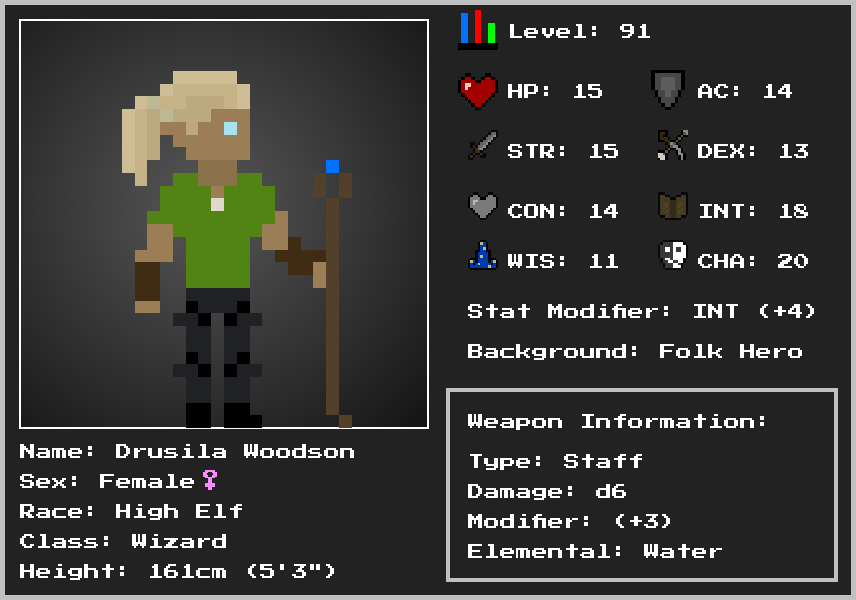 Level: 91
HP: 15 AC: 14
STR: 15 DEX: 13
CON: 14 INT: 18
WIS: 11 CHA: 20
Stat Modifier: INT (+4)
Background: Folk Hero
Weapon Information:
Type: Staff
Damage: d6
Modifier: (+3)
Elemental: Water
Name: Drusila Woodson
Sex: Female♀
Race: High Elf
Class: Wizard
Height: 161cm (5'3")